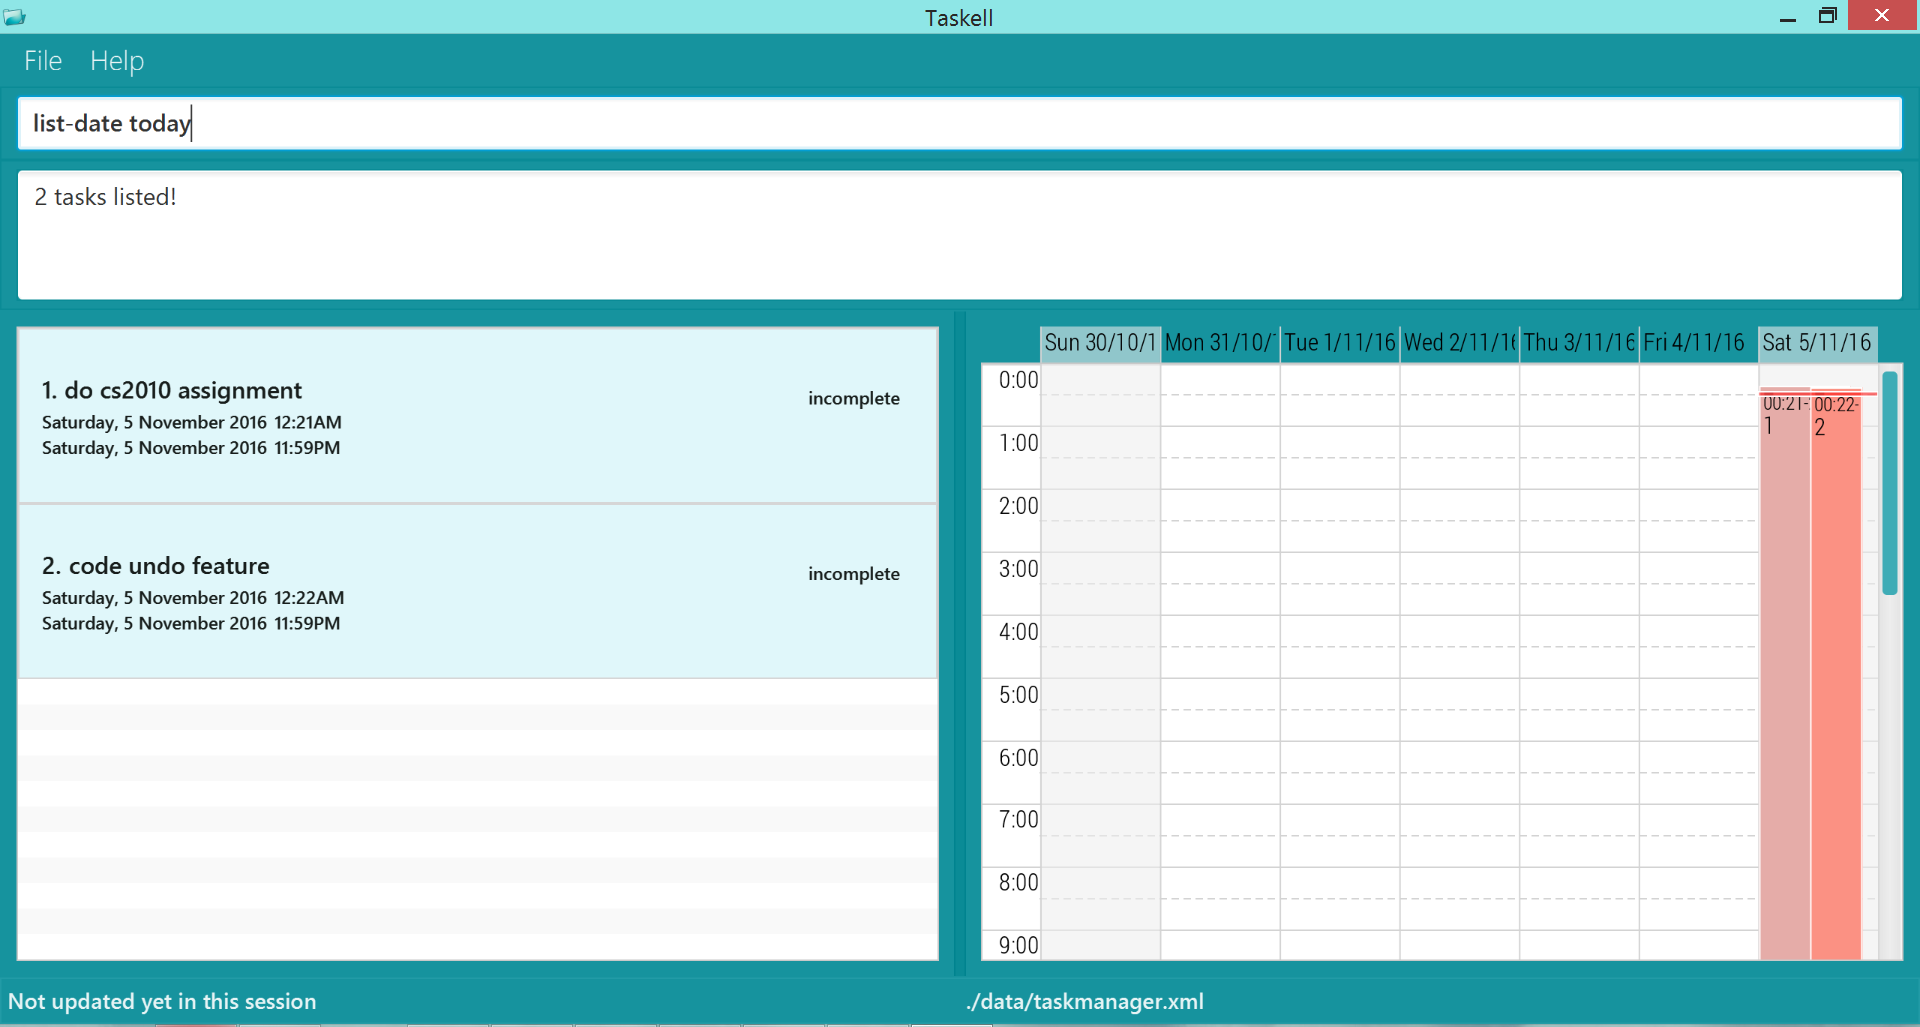 Taskell
File Help
list-date today
2 tasks listed!
1. do cs2010 assignment
incomplete
Saturday, 5 November 2016 12:21AM
Saturday, 5 November 2016 11:59PM
2. code undo feature
incomplete
Saturday, 5 November 2016 12:22AM
Saturday, 5 November 2016 11:59PM
Sun 30/10/1 Mon 31/10/ Tue 1/11/16 Wed 2/11/16 Thu 3/11/16 Fri 4/11/16 Sat 5/11/16
0:00
00:21- 00:22-
1 2
1:00
2:00
3:00
4:00
5:00
6:00
7:00
8:00
9:00
Not updated yet in this session
./data/taskmanager.xml